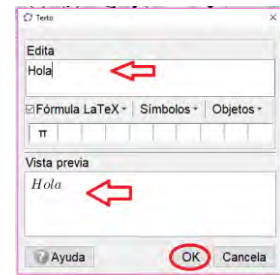 Texto
Edita
Hola
Fórmula LaTeX Símbolos Objetos
π
Vista previa
Hola
Ayuda OK Cancela